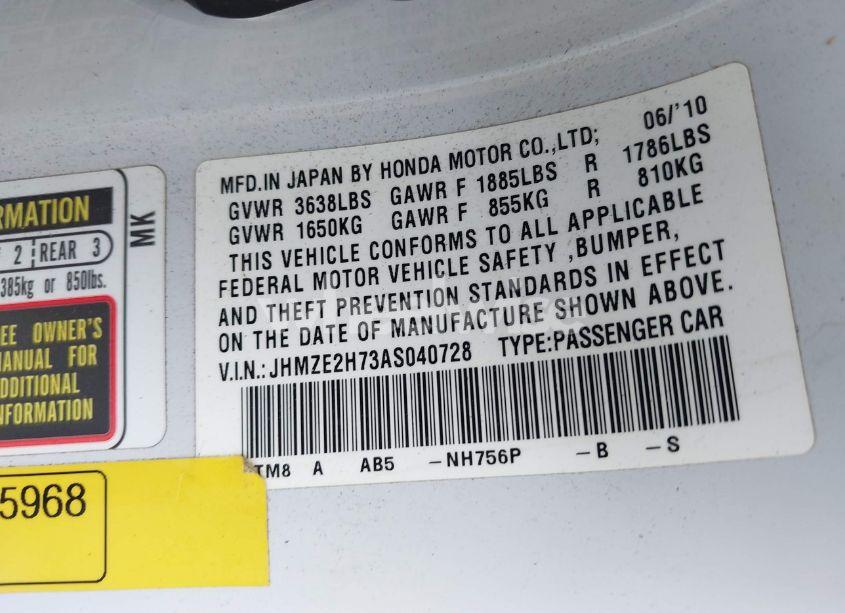 RMATION
2 REAR 3
385kg or 850lbs.
EE OWNER'S
MANUAL FOR
DDITIONAL
NFORMATION
MK
MFD.IN JAPAN BY HONDA MOTOR CO.,LTD; 06/'10
GVWR 3638LBS GAWR F 1885LBS R 1786LBS
GVWR 1650KG GAWR F 855KG R 810KG
THIS VEHICLE CONFORMS TO ALL APPLICABLE
FEDERAL MOTOR VEHICLE SAFETY ,BUMPER,
AND THEFT PREVENTION STANDARDS IN EFFECT
ON THE DATE OF MANUFACTURE SHOWN ABOVE.
V.I.N.: JHMZE2H73AS040728 TYPE:PASSENGER CAR
TM8 A AB5 -NH756P -B -S
5968